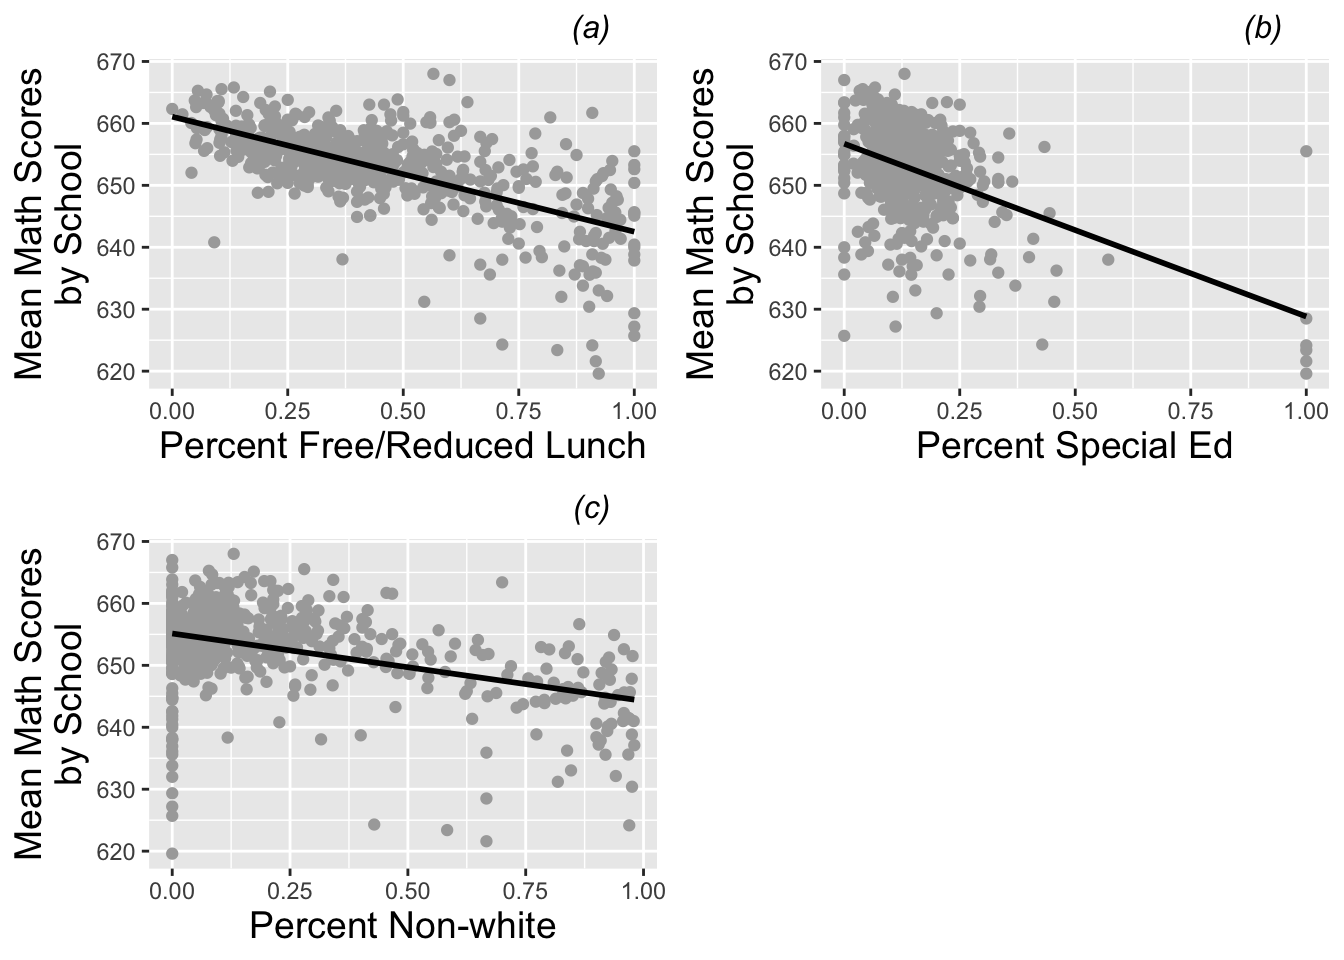 (a)
670
660
650
640
630
620
Mean Math Scores
by School
0.00 0.25 0.50 0.75 1.00
Percent Free/Reduced Lunch
(b)
670
660
650
640
630
620
Mean Math Scores
by School
0.00 0.25 0.50 0.75 1.00
Percent Special Ed
(c)
670
660
650
640
630
620
Mean Math Scores
by School
0.00 0.25 0.50 0.75 1.00
Percent Non-white